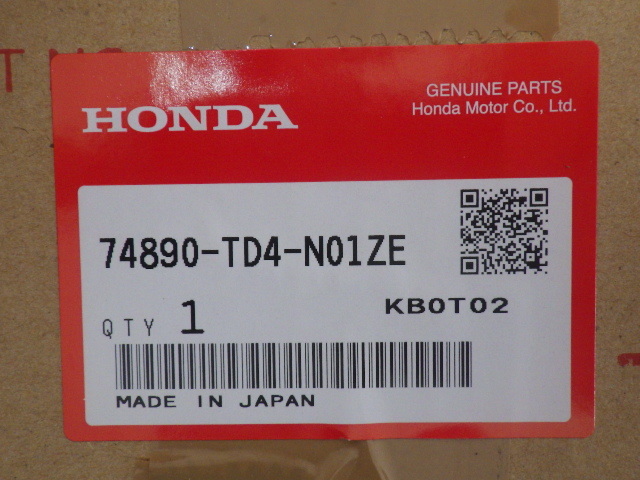 HONDA
GENUINE PARTS
Honda Motor Co., Ltd.
74890-TD4-N01ZE
QTY 1
KB0T02
MADE IN JAPAN